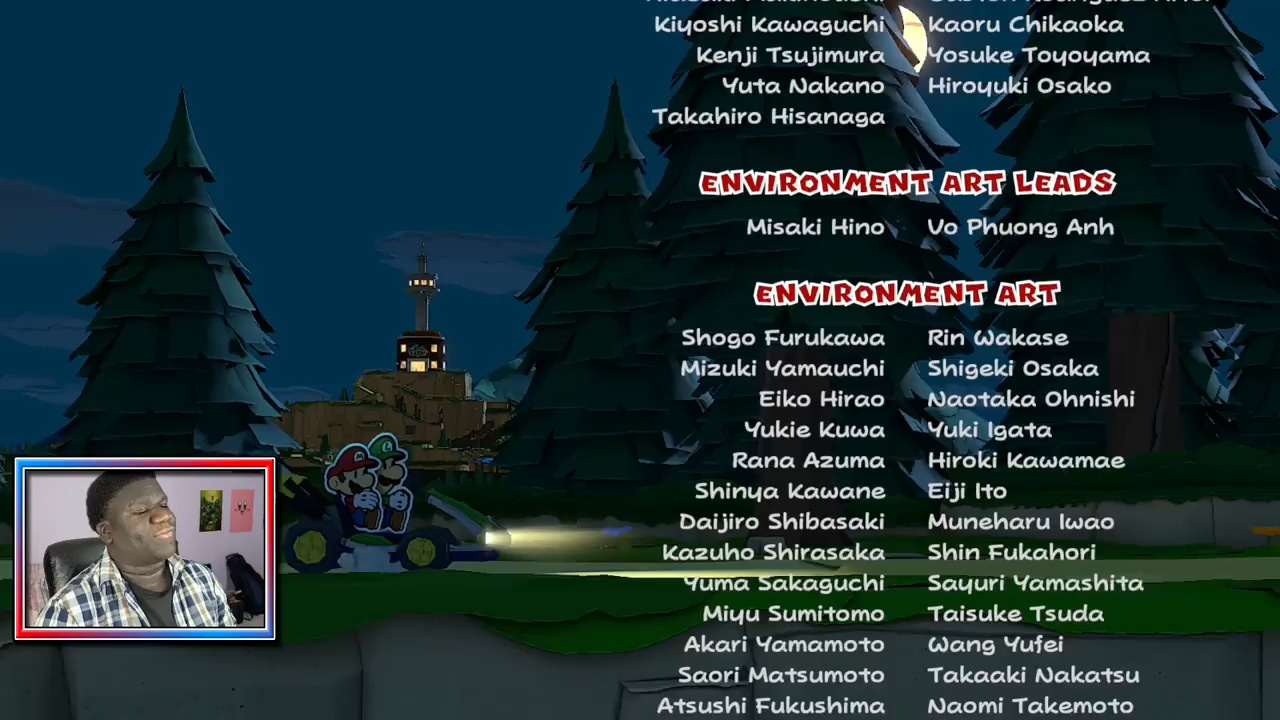 Kiyoshi Kawaguchi Kaoru Chikaoka
Kenji Tsujimura Yosuke Toyoyama
Yuta Nakano Hiroyuki Osako
Takahiro Hisanaga
ENVIRONMENT ART LEADS
Misaki Hino Vo Phuong Anh
ENVIRONMENT ART
Shogo Furukawa Rin Wakase
Mizuki Yamauchi Shigeki Osaka
Eiko Hirao Naotaka Ohnishi
Yukie Kuwa Yuki Igata
Rana Azuma Hiroki Kawamae
Shinya Kawane Eiji Ito
Daijiro Shibasaki Muneharu Iwao
Kazuho Shirasaka Shin Fukahori
Yuma Sakaguchi Sayuri Yamashita
Miyu Sumitomo Taisuke Tsuda
Akari Yamamoto Wang Yufei
Saori Matsumoto Takaaki Nakatsu
Atsushi Fukushima Naomi Takemoto